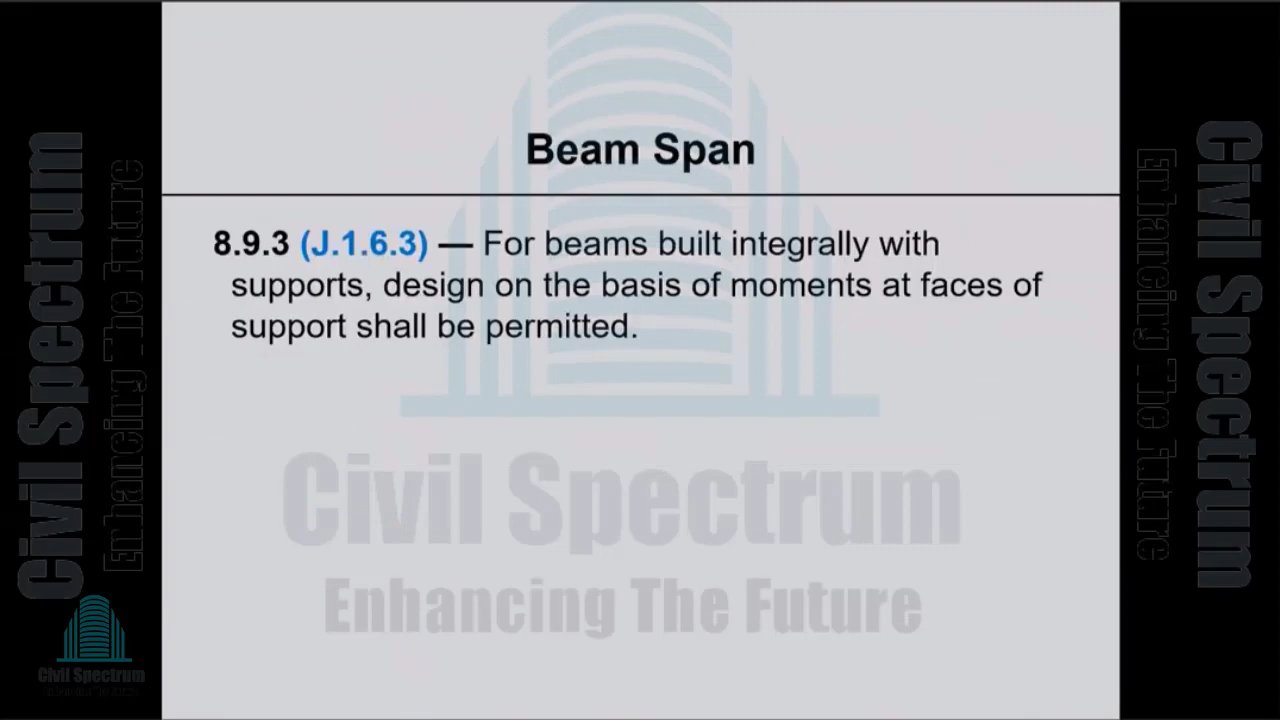 Beam Span
8.9.3 (J.1.6.3) — For beams built integrally with
supports, design on the basis of moments at faces of
support shall be permitted.
Civil Spectrum
Enhancing The Future
Civil Spectrum
Enhancing The Future
Civil Spectrum
Enhancing The Future
Civil Spectrum